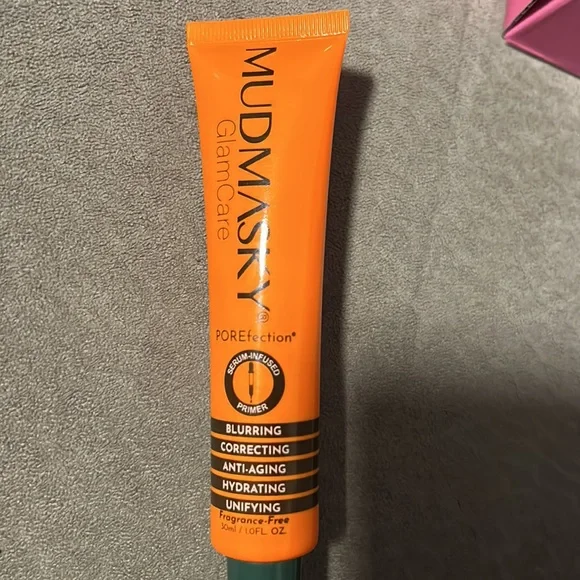 MUDMASKY®
GlamCare
POREfection®
SERUM-INFUSED
PRIMER
BLURRING
CORRECTING
ANTI-AGING
HYDRATING
UNIFYING
Fragrance-Free
30ml / 1.0FL. OZ.